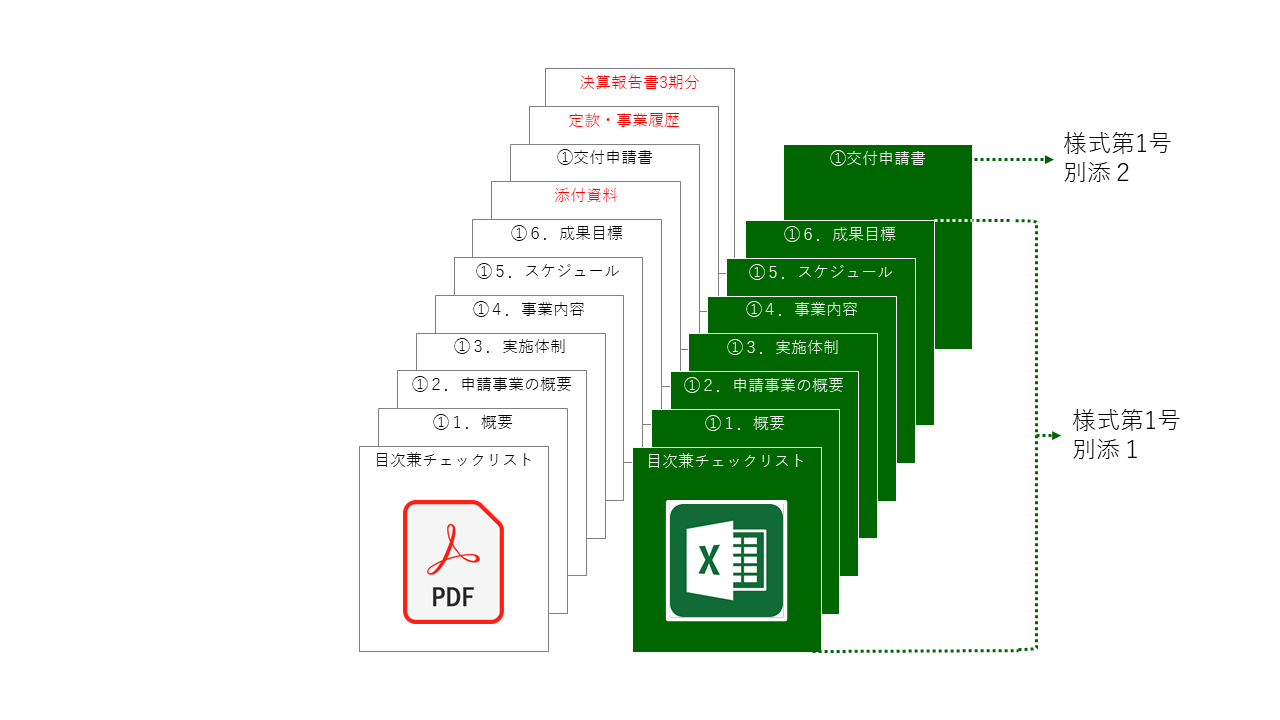 決算報告書3期分
定款・事業履歴
①交付申請書
添付資料
①６．成果目標
①５．スケジュール
①４．事業内容
①３．実施体制
①２．申請事業の概要
①１．概要
目次兼チェックリスト
PDF
①交付申請書
①６．成果目標
①５．スケジュール
①４．事業内容
①３．実施体制
①２．申請事業の概要
①１．概要
目次兼チェックリスト
X
様式第1号
別添２
様式第1号
別添１